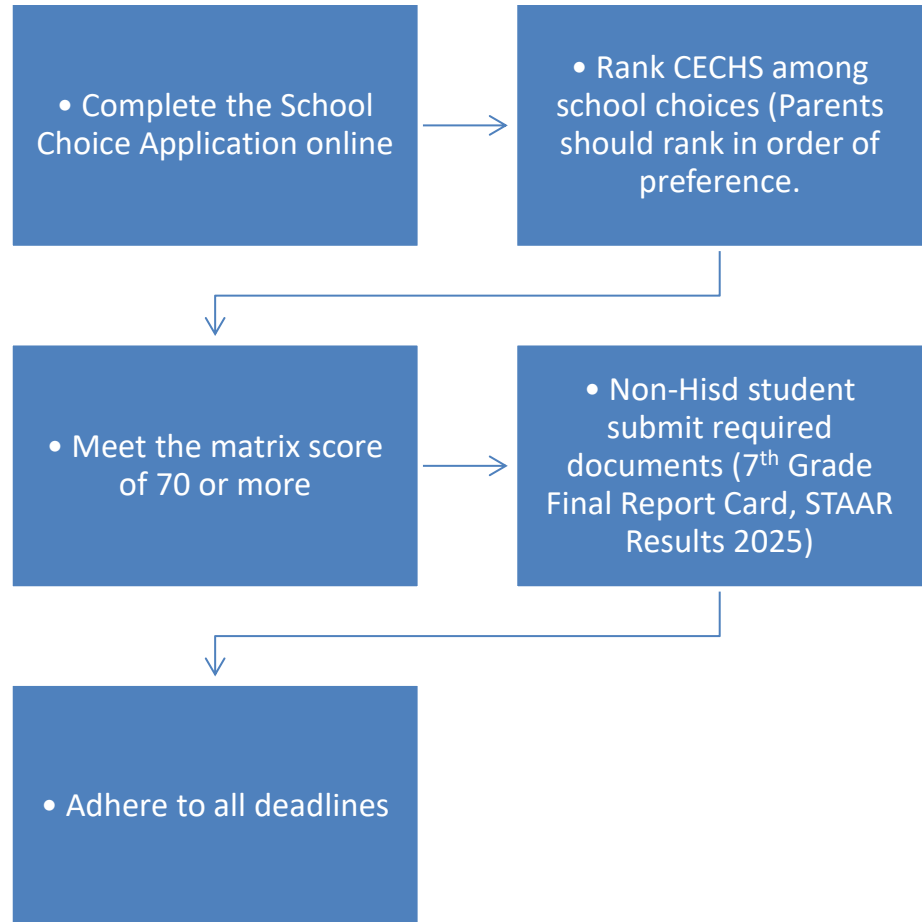 • Complete the School
Choice Application online
• Rank CECHS among
school choices (Parents
should rank in order of
preference.
• Meet the matrix score
of 70 or more
• Non-Hisd student
submit required
documents (7th Grade
Final Report Card, STAAR
Results 2025)
• Adhere to all deadlines